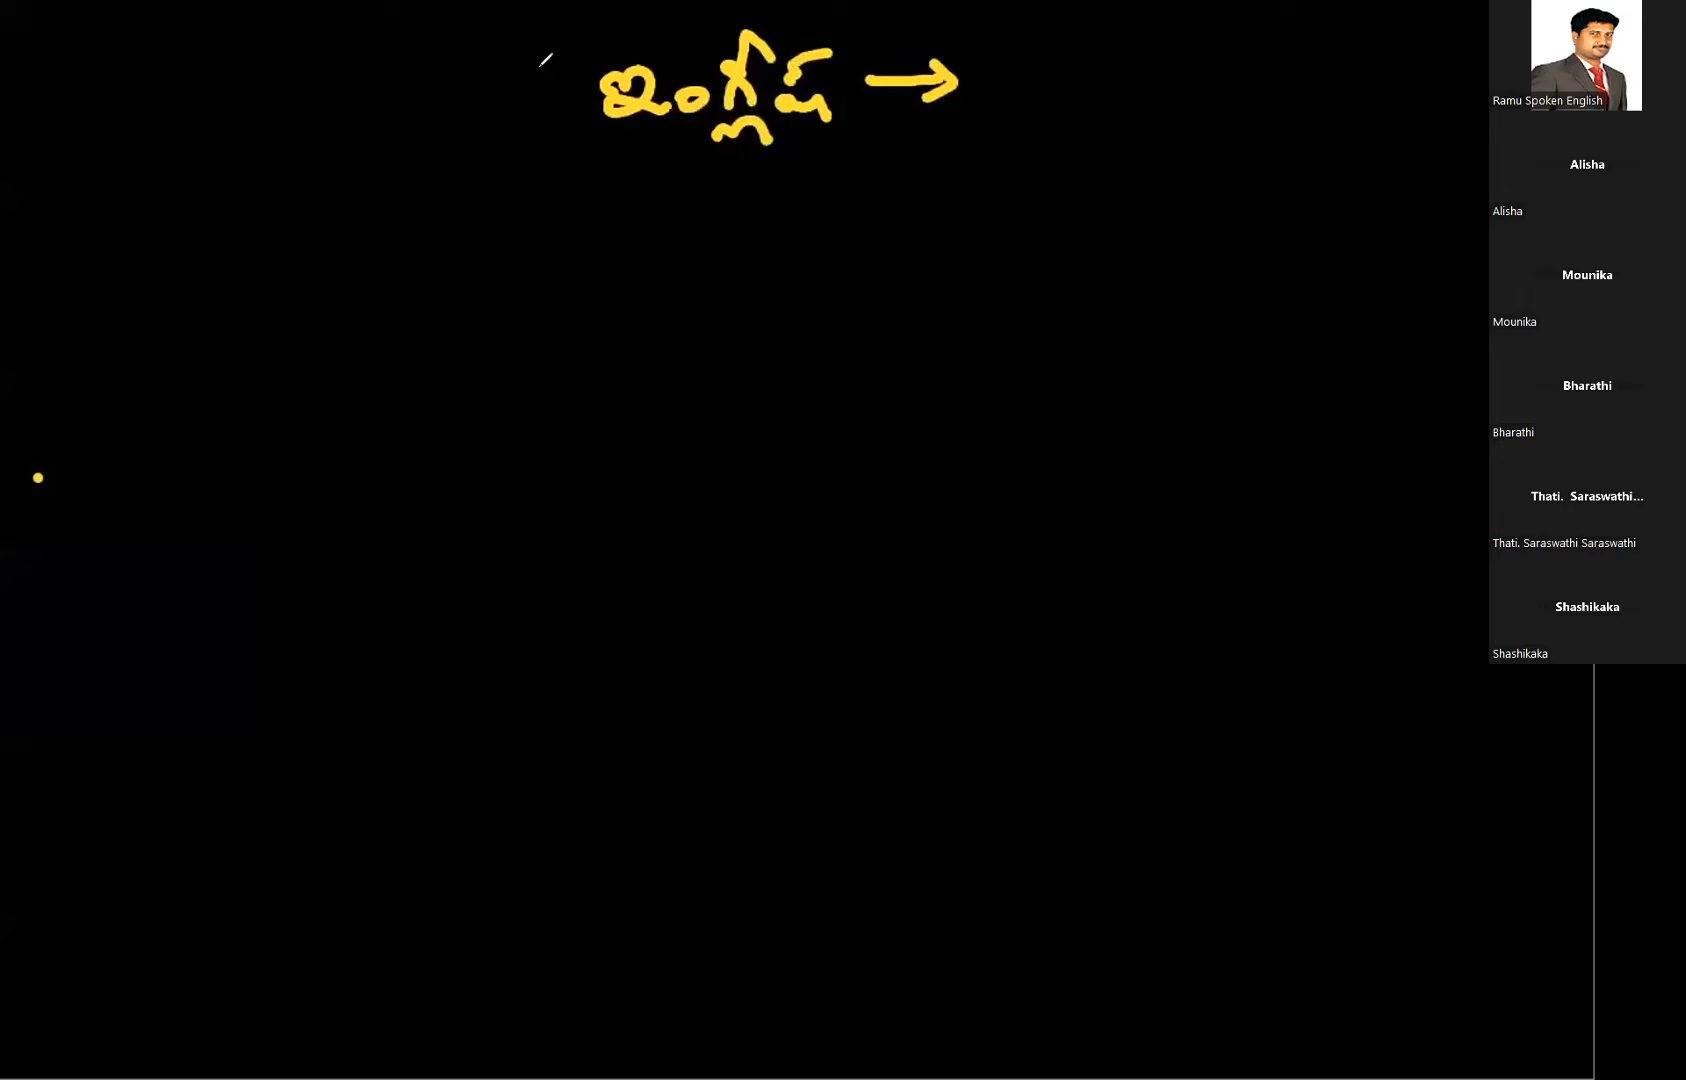 ఇంగ్లీష్ →
Ramu Spoken English
Alisha
Alisha
Mounika
Mounika
Bharathi
Bharathi
Thati. Saraswathi...
Thati. Saraswathi Saraswathi
Shashikaka
Shashikaka